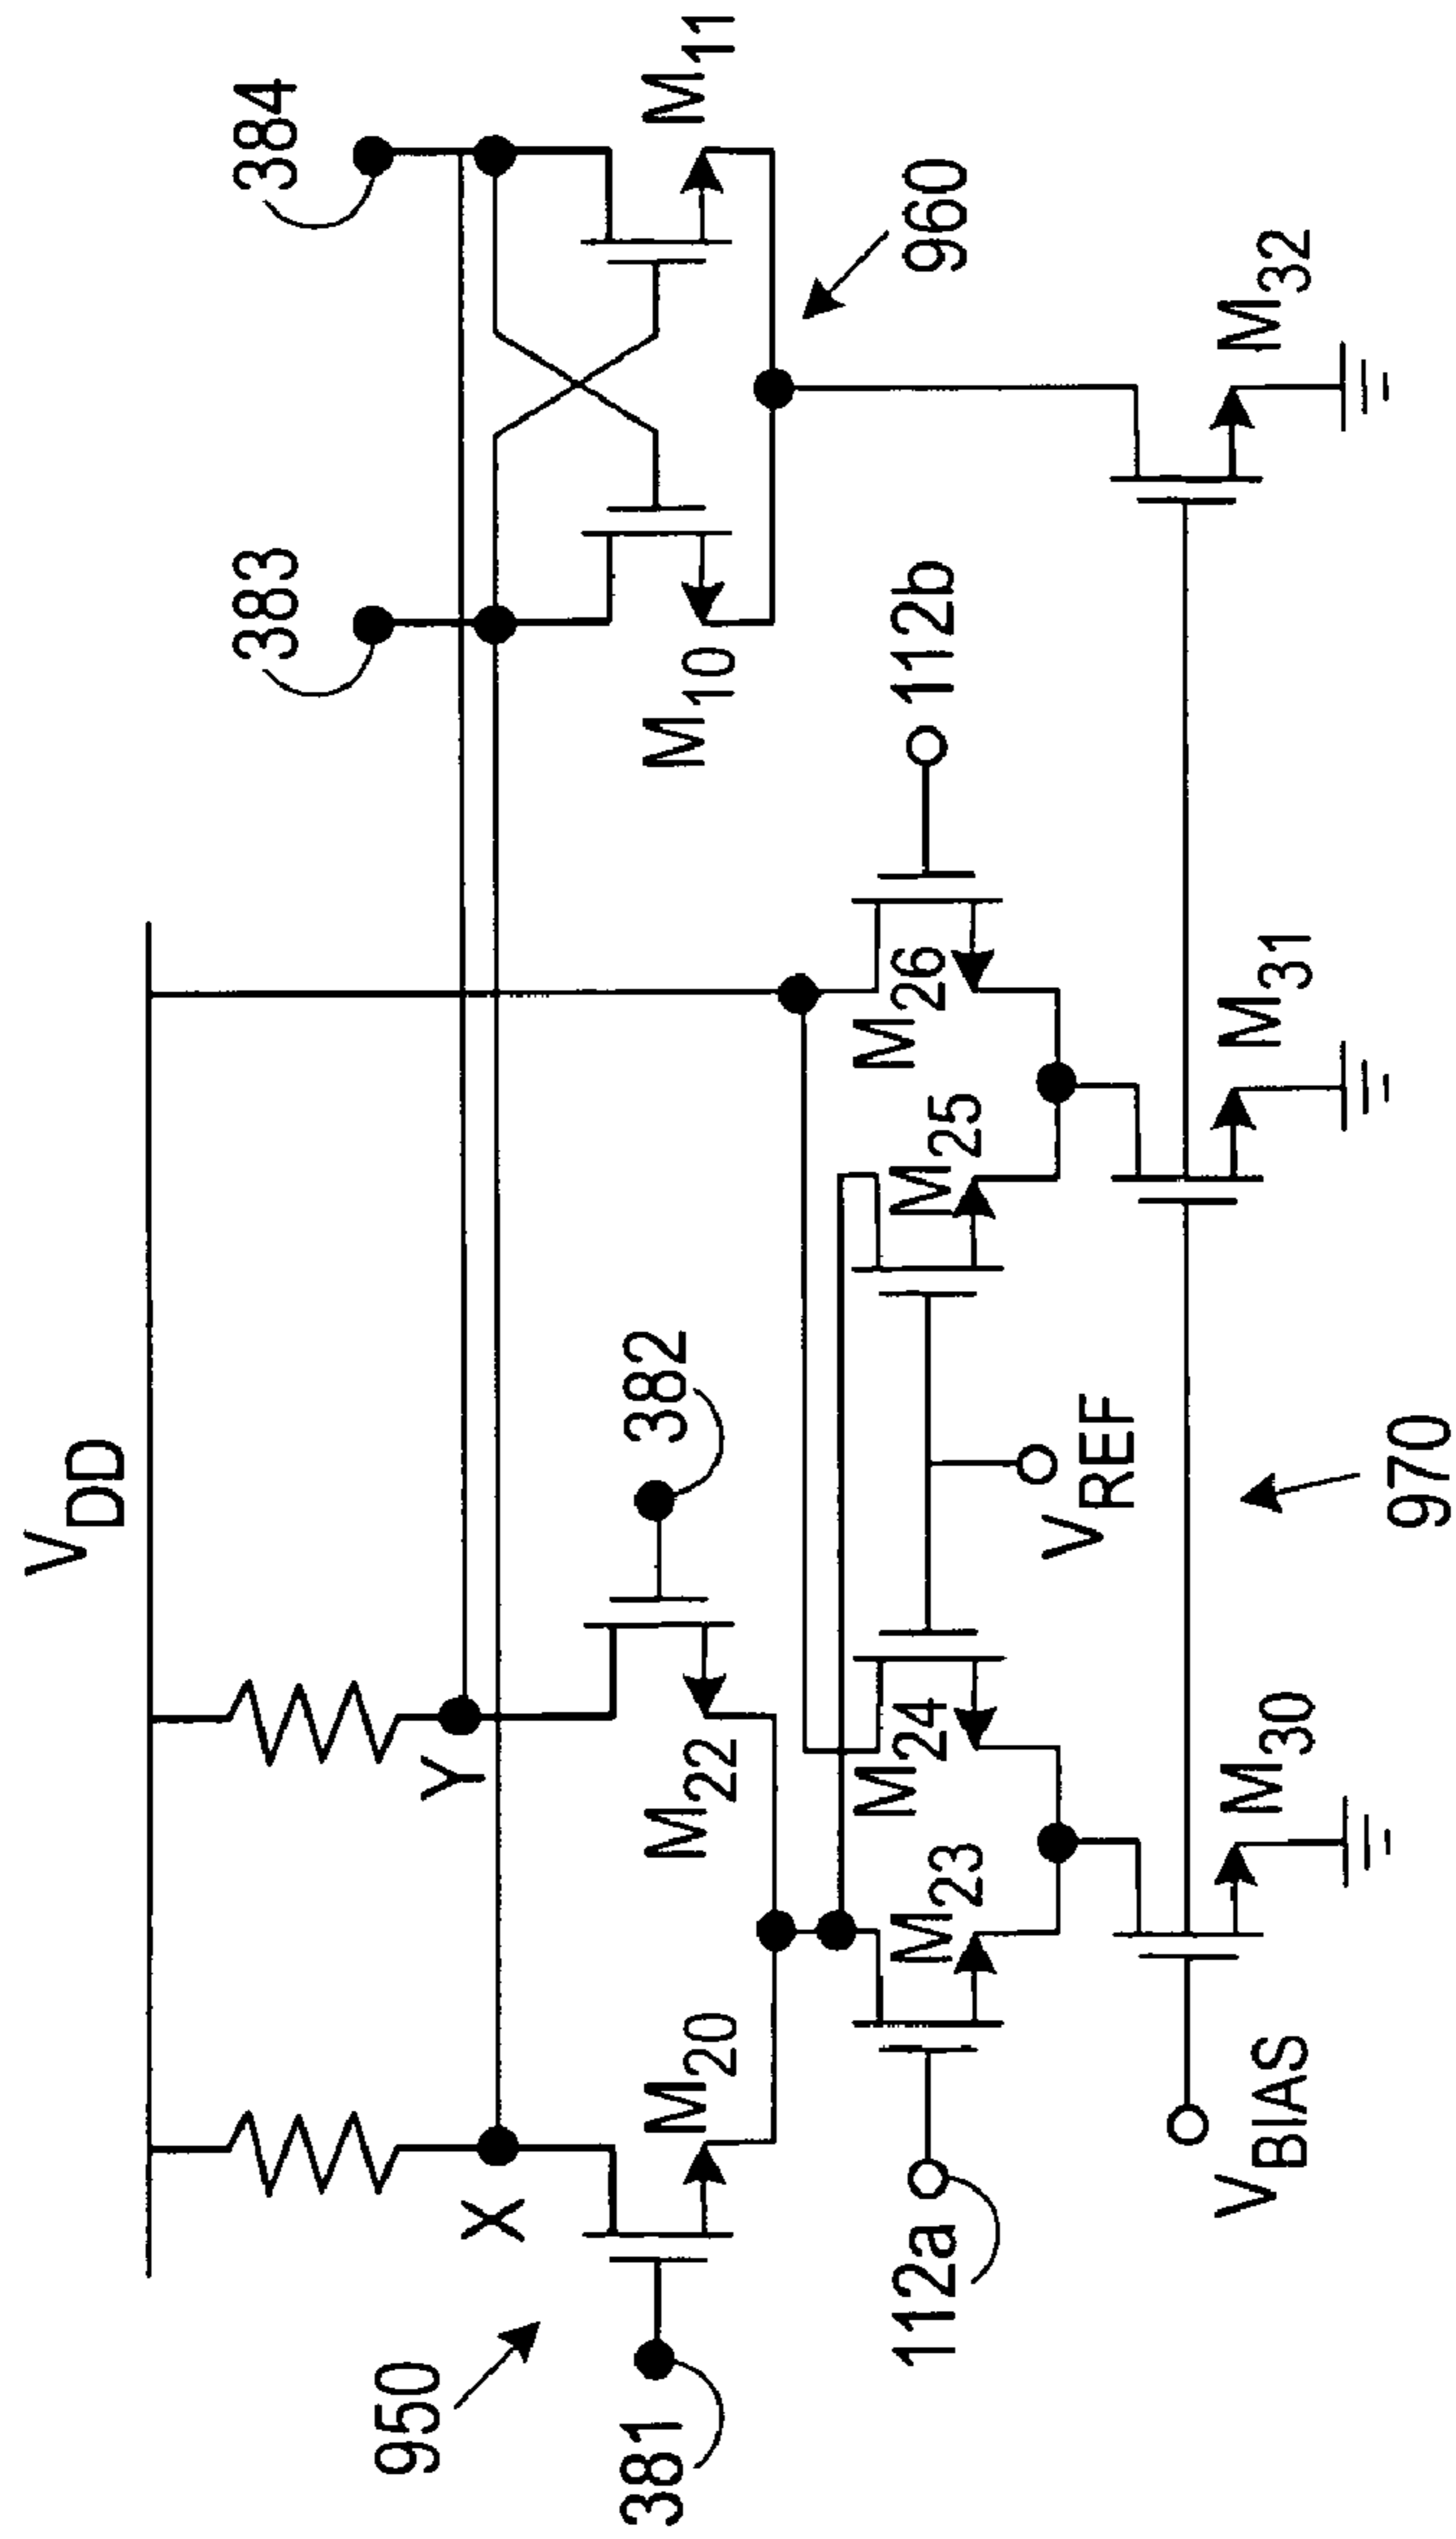 V_DD
384
383
M_11
960
M_10
382
Y
X
M_22
M_20
950
381
112b
M_26
M_25
M_24
M_23
V_REF
112a
M_32
M_31
M_30
V_BIAS
970